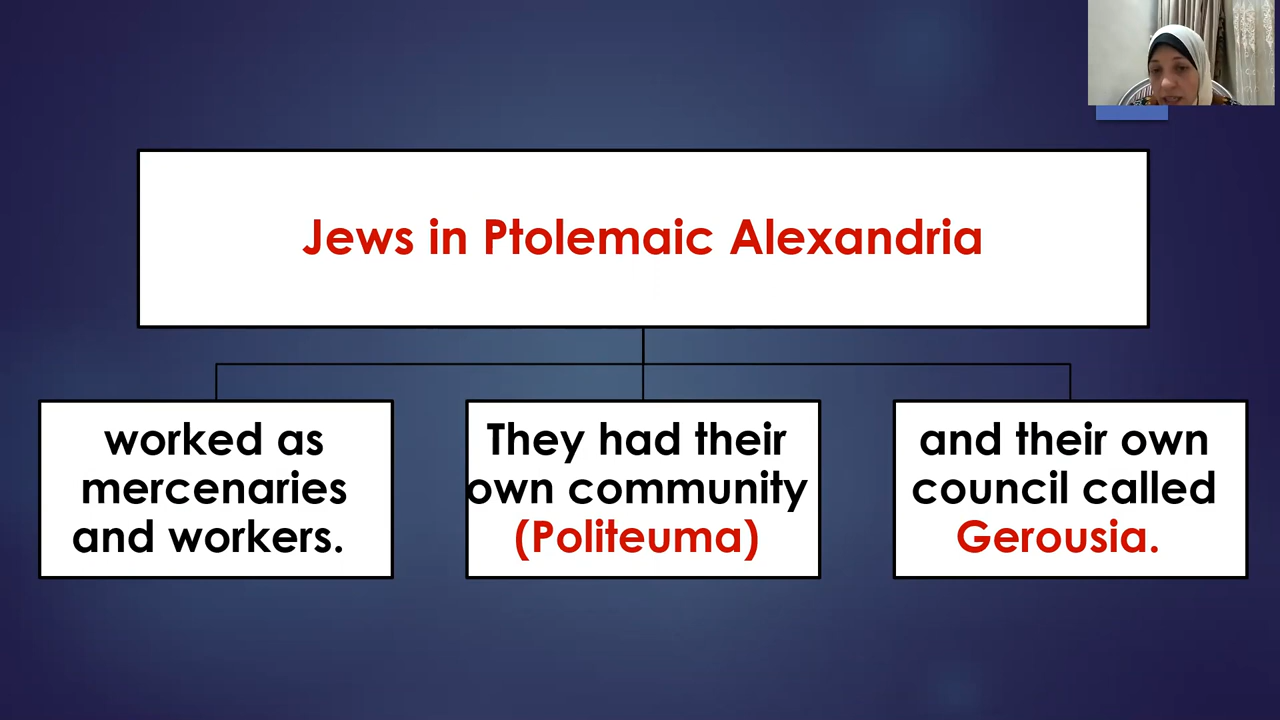 Jews in Ptolemaic Alexandria
worked as
mercenaries
and workers.
They had their
own community
(Politeuma)
and their own
council called
Gerousia.